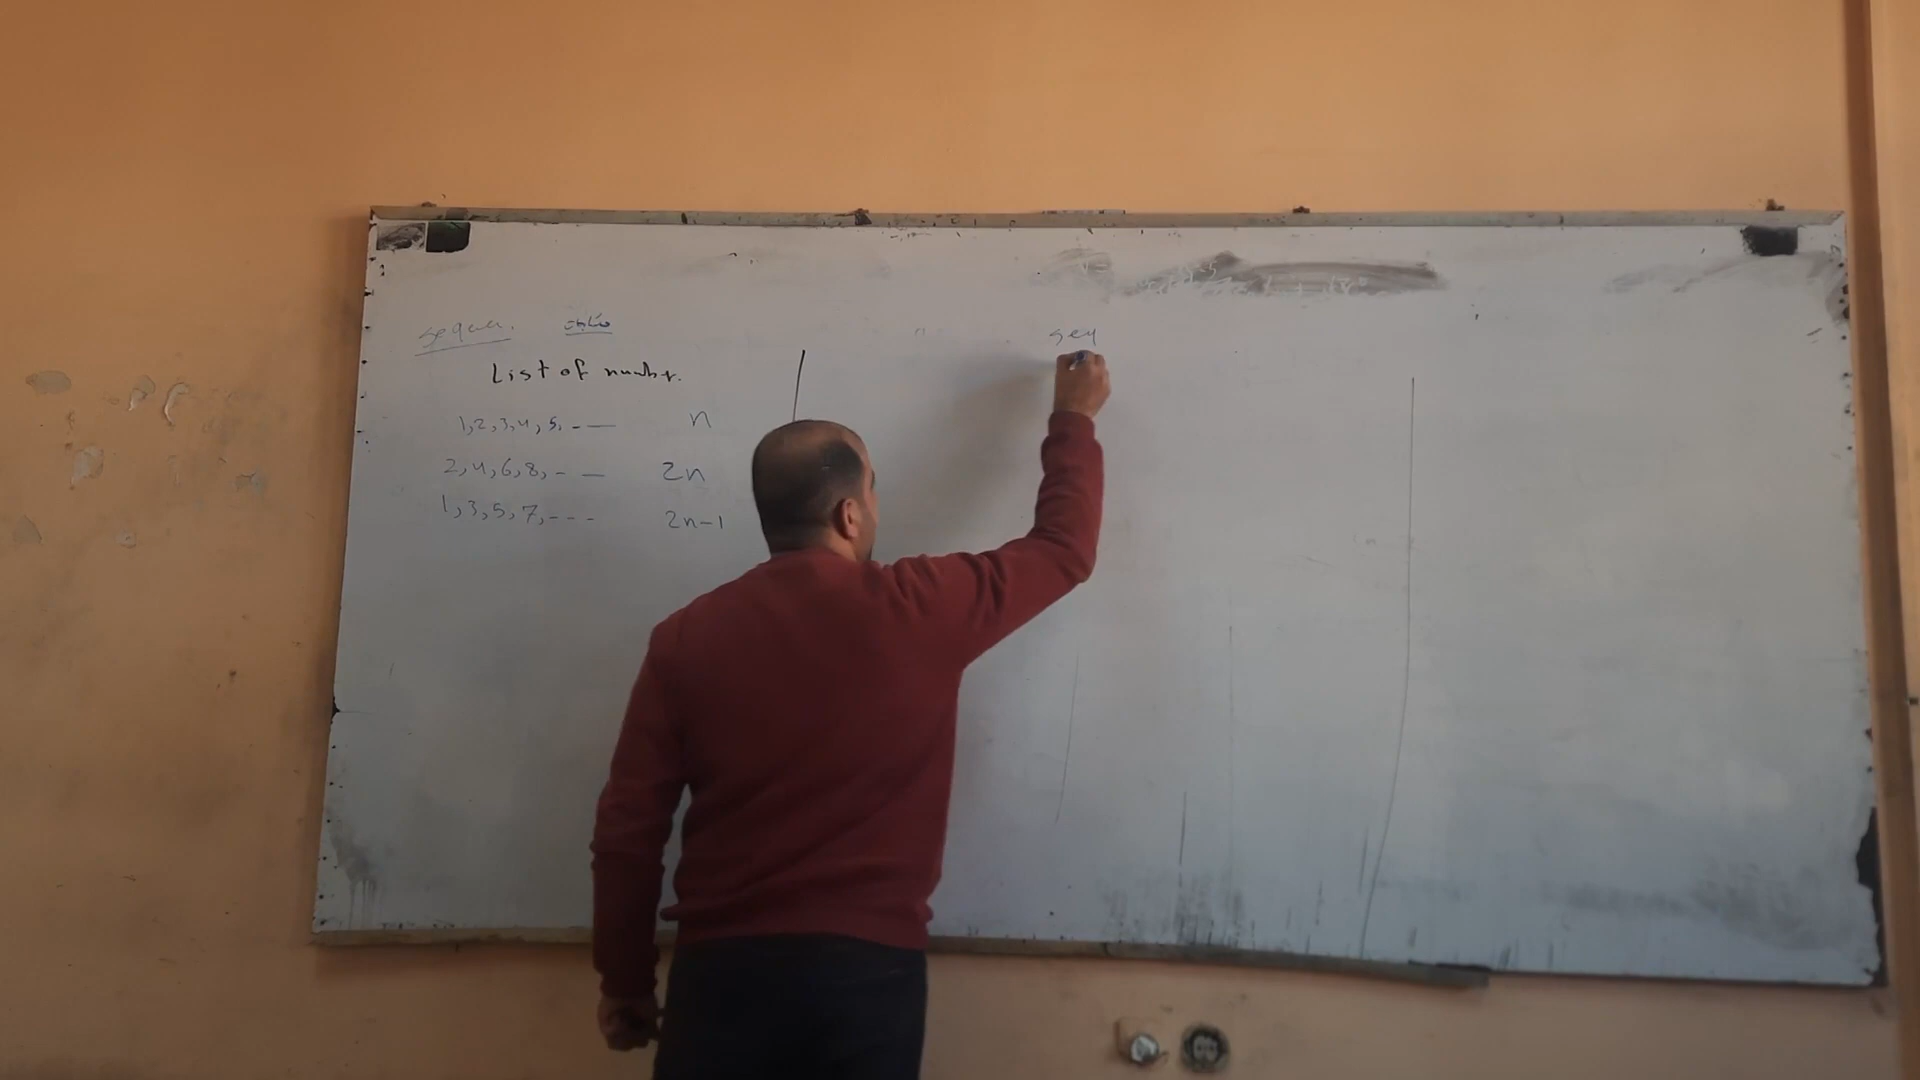 sequen.
List of number.
1,2,3,4,5, - — n
2,4,6,8, - — 2n
1,3,5,7, - - - 2n-1
seq